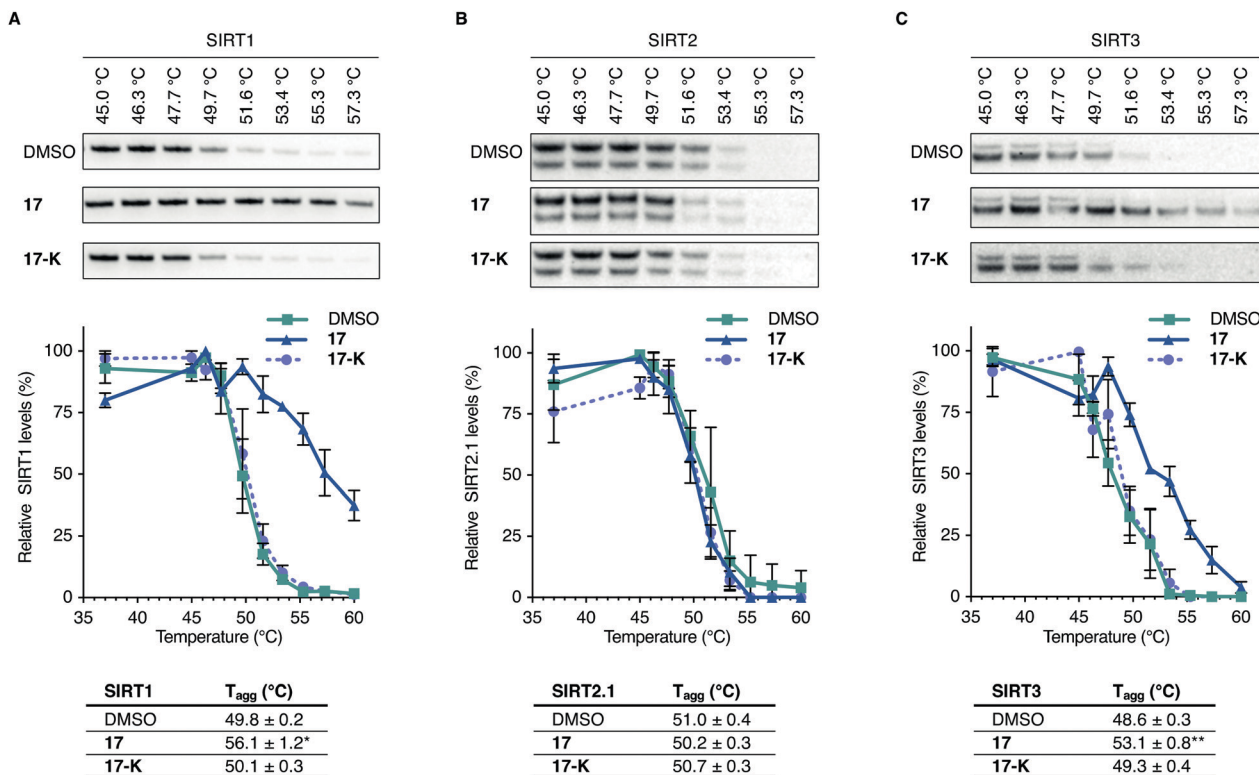 A
SIRT1
45.0 °C
46.3 °C
47.7 °C
49.7 °C
51.6 °C
53.4 °C
55.3 °C
57.3 °C
DMSO
17
17-K
DMSO
17
17-K
Relative SIRT1 levels (%)
100
75
50
25
0
35
40
45
50
55
60
Temperature (°C)
SIRT1 Tagg (°C)
DMSO 49.8 ± 0.2
17 56.1 ± 1.2*
17-K 50.1 ± 0.3
B
SIRT2
45.0 °C
46.3 °C
47.7 °C
49.7 °C
51.6 °C
53.4 °C
55.3 °C
57.3 °C
DMSO
17
17-K
DMSO
17
17-K
Relative SIRT2.1 levels (%)
100
75
50
25
0
35
40
45
50
55
60
Temperature (°C)
SIRT2.1 Tagg (°C)
DMSO 51.0 ± 0.4
17 50.2 ± 0.3
17-K 50.7 ± 0.3
C
SIRT3
45.0 °C
46.3 °C
47.7 °C
49.7 °C
51.6 °C
53.4 °C
55.3 °C
57.3 °C
DMSO
17
17-K
DMSO
17
17-K
Relative SIRT3 levels (%)
100
75
50
25
0
35
40
45
50
55
60
Temperature (°C)
SIRT3 Tagg (°C)
DMSO 48.6 ± 0.3
17 53.1 ± 0.8**
17-K 49.3 ± 0.4